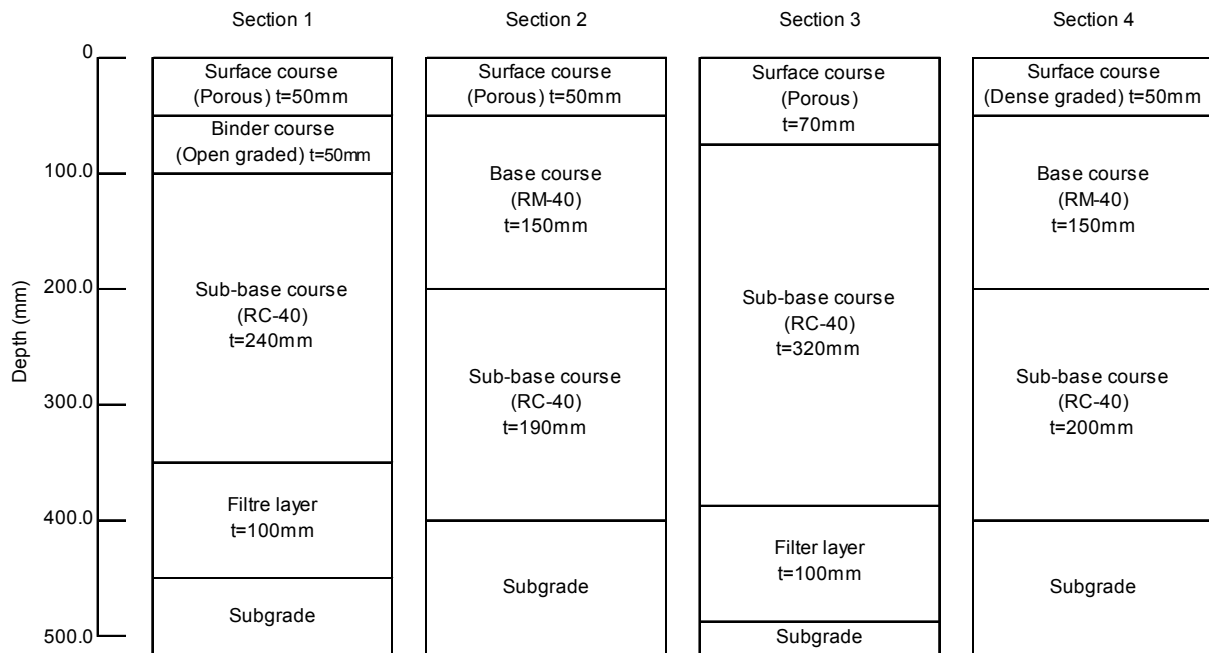 Section 1
Section 2
Section 3
Section 4
Depth (mm)
0
100.0
200.0
300.0
400.0
500.0
Surface course
(Porous) t=50mm
Binder course
(Open graded) t=50mm
Sub-base course
(RC-40)
t=240mm
Filtre layer
t=100mm
Subgrade
Surface course
(Porous) t=50mm
Base course
(RM-40)
t=150mm
Sub-base course
(RC-40)
t=190mm
Subgrade
Surface course
(Porous)
t=70mm
Sub-base course
(RC-40)
t=320mm
Filter layer
t=100mm
Subgrade
Surface course
(Dense graded) t=50mm
Base course
(RM-40)
t=150mm
Sub-base course
(RC-40)
t=200mm
Subgrade